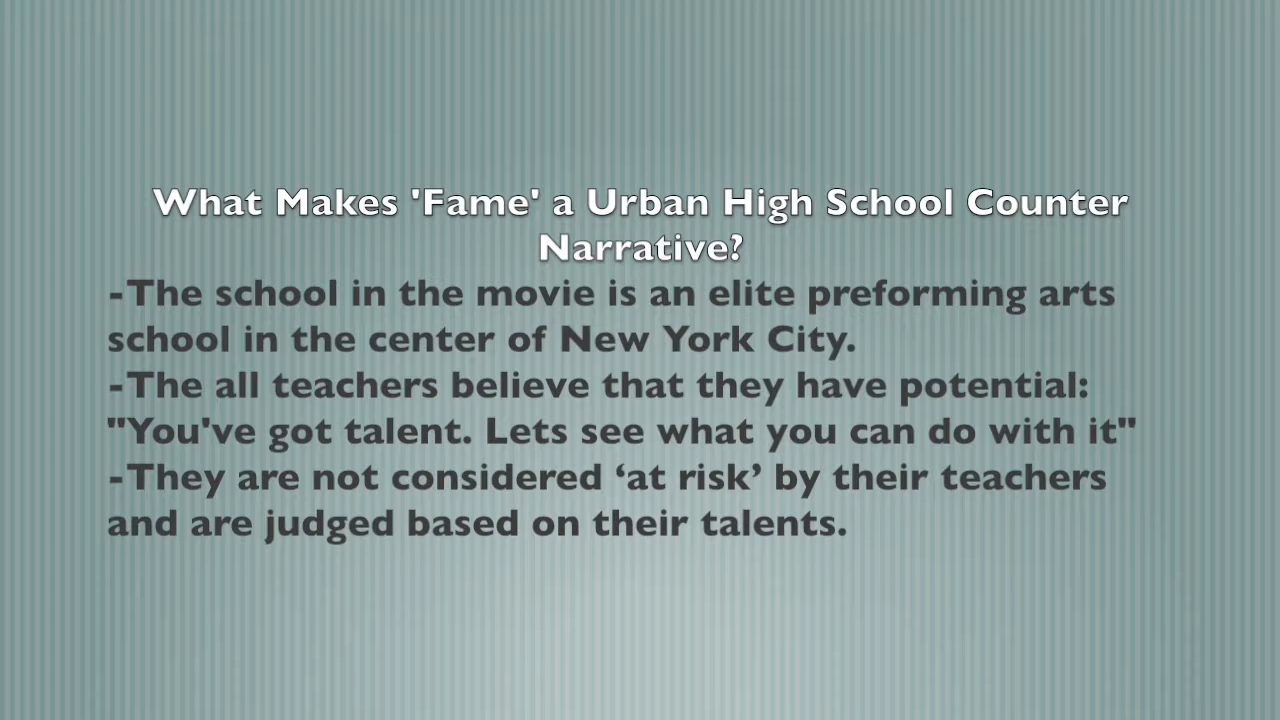 What Makes 'Fame' a Urban High School Counter
Narrative?
-The school in the movie is an elite preforming arts
school in the center of New York City.
-The all teachers believe that they have potential:
"You've got talent. Lets see what you can do with it"
-They are not considered ‘at risk’ by their teachers
and are judged based on their talents.